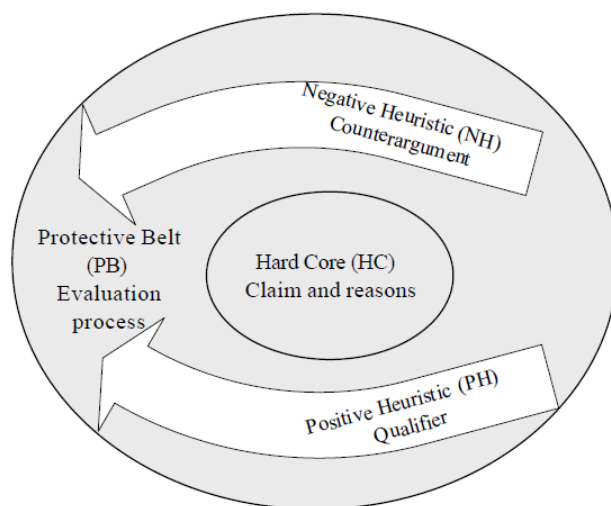 Negative Heuristic (NH)
Counterargument
Protective Belt
(PB)
Evaluation
process
Hard Core (HC)
Claim and reasons
Positive Heuristic (PH)
Qualifier